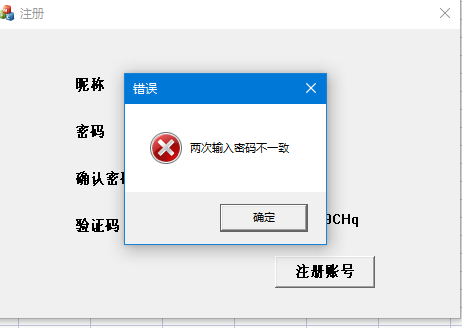 注册
昵称
错误
密码
两次输入密码不一致
确认密
验证码
确定
CHq
注册账号